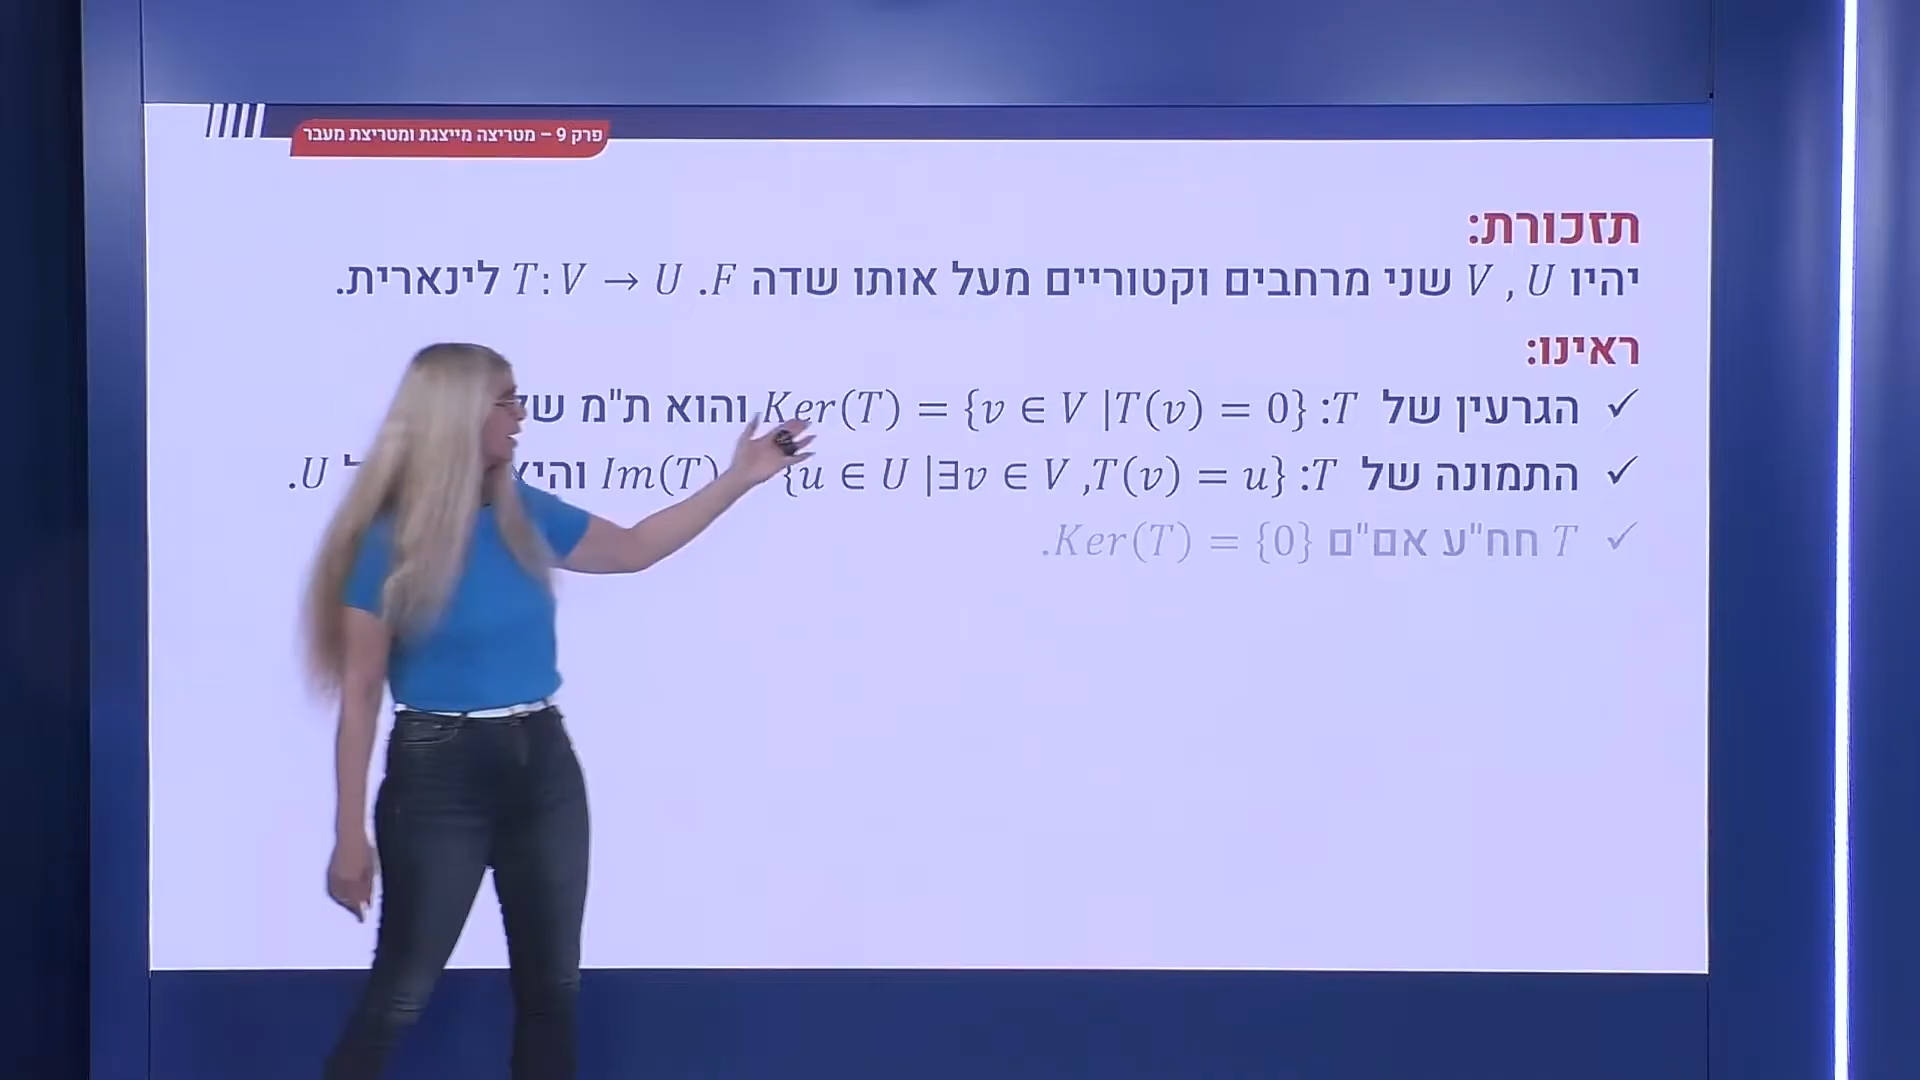 פרק 9 – מטריצה מייצגת ומטריצת מעבר
תזכורת:
יהיו V , U שני מרחבים וקטוריים מעל אותו שדה F. T: V → U לינארית.
ראינו:
✓ הגרעין של T: Ker(T) = {v ∈ V |T(v) = 0} והוא ת"מ
✓ התמונה של T: Im(T) {u ∈ U |∃v ∈ V ,T(v) = u} U.
✓ T חח"ע אם"ם Ker(T) = {0}.